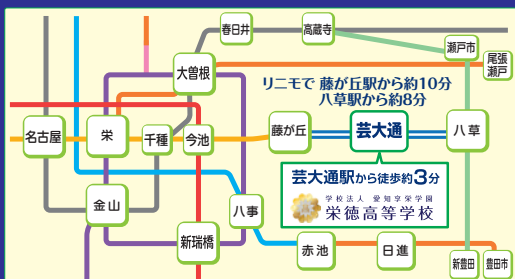 春日井
高蔵寺
瀬戸市
尾張
瀬戸
大曽根
リニモで 藤が丘駅から約10分
八草駅から約8分
名古屋
栄
千種
今池
藤が丘
芸大通
八草
芸大通駅から徒歩約3分
学校法人 愛知享栄学園
栄徳高等学校
金山
八事
新瑞橋
赤池
日進
新豊田
豊田市